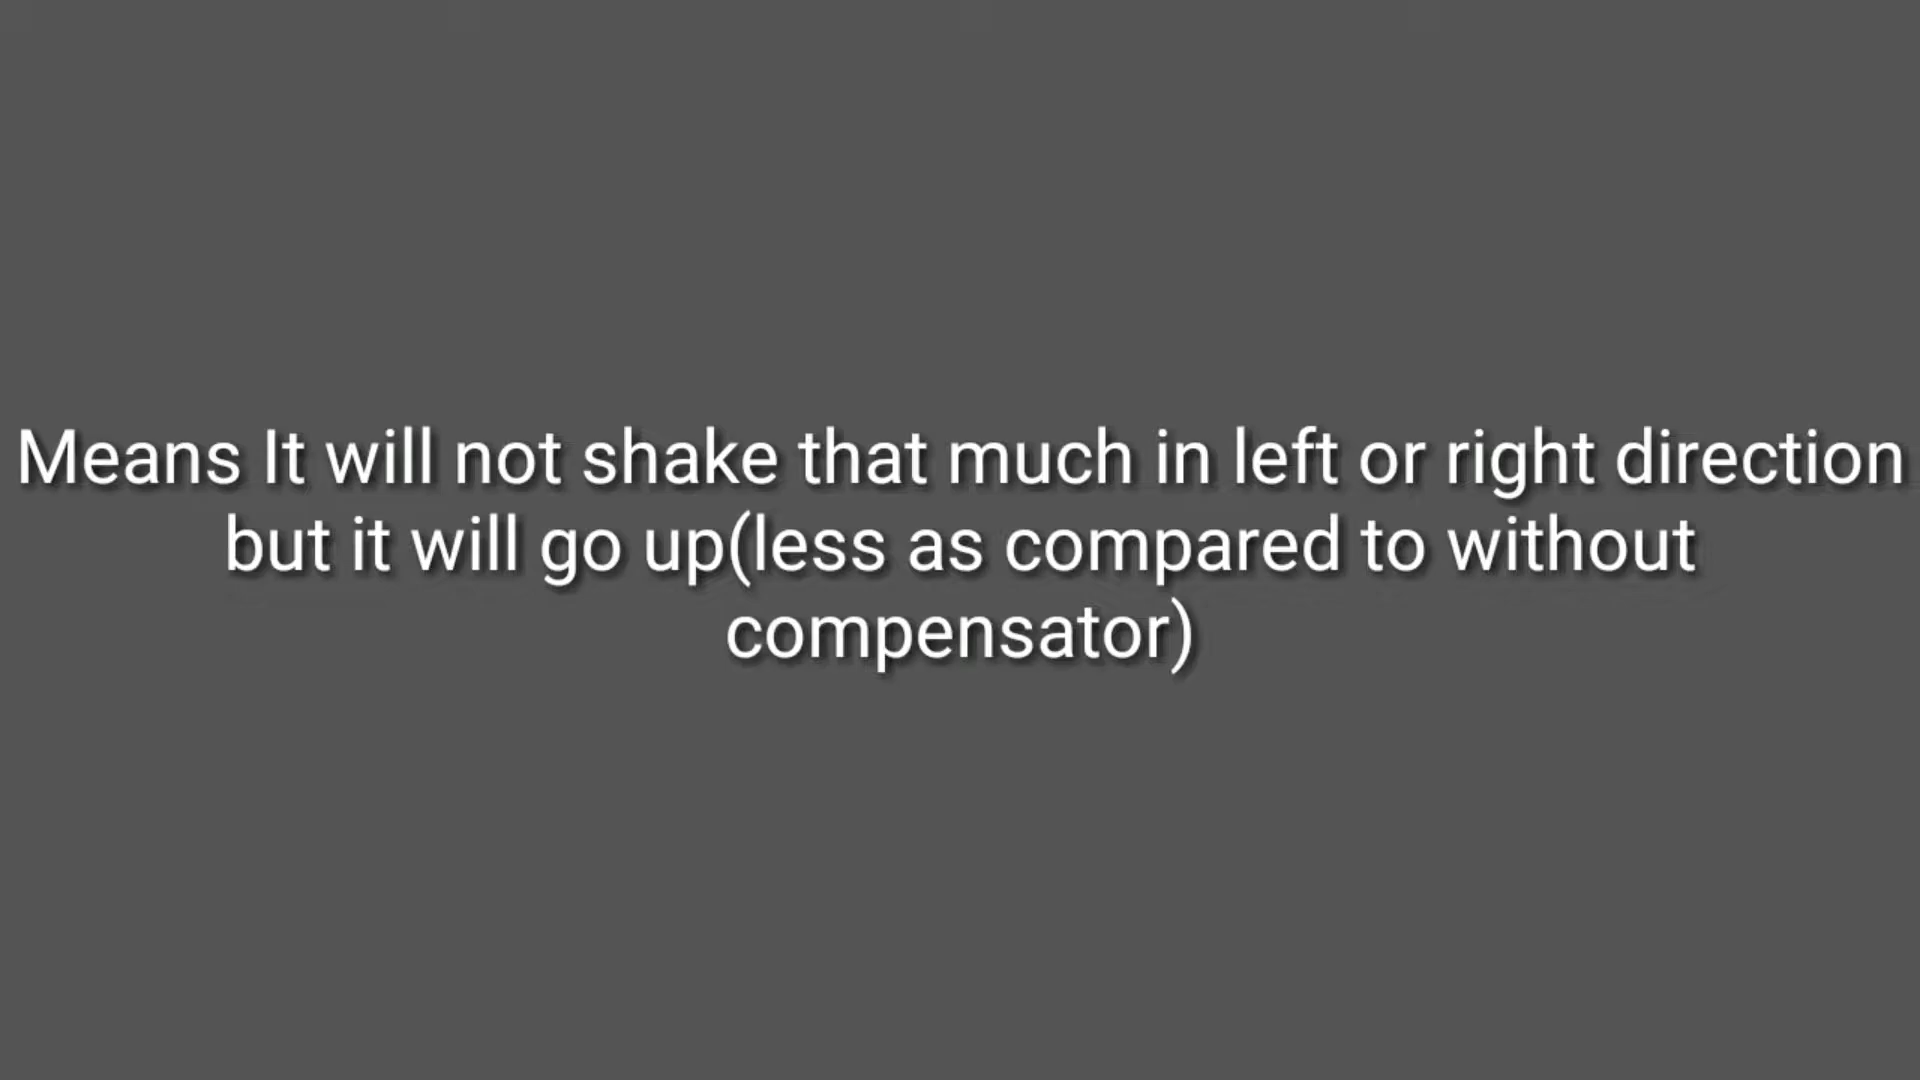 Means It will not shake that much in left or right direction
but it will go up(less as compared to without
compensator)